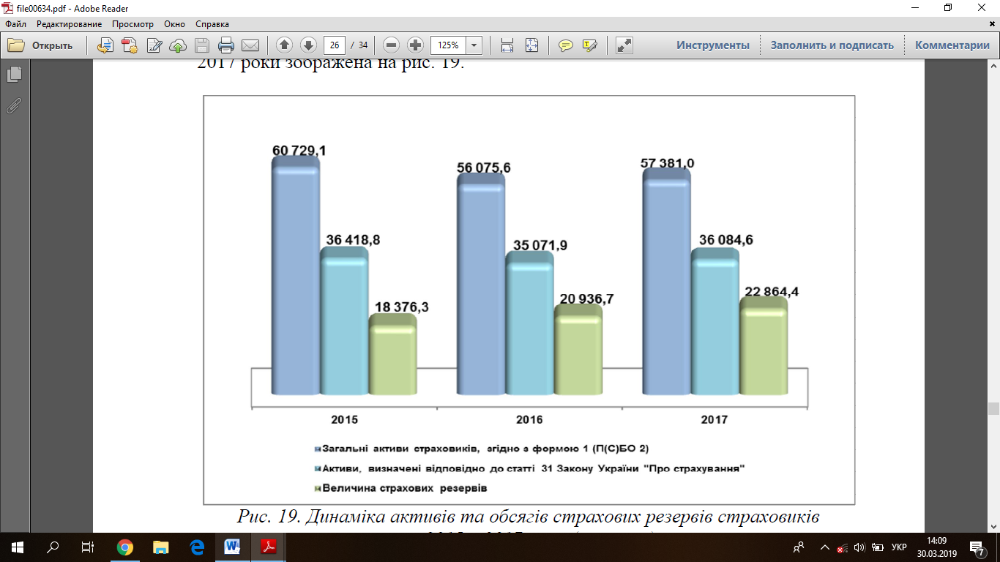 file00634.pdf - Adobe Reader
Файл Редактирование Просмотр Окно Справка
Открыть 26 / 34 125% Инструменты Заполнить и подписать Комментарии
2017 роки зображена на рис. 19.
60 729,1
56 075,6
57 381,0
36 418,8
35 071,9
36 084,6
18 376,3
20 936,7
22 864,4
2015 2016 2017
Загальні активи страховиків, згідно з формою 1 (П(С)БО 2)
Активи, визначені відповідно до статті 31 Закону України "Про страхування"
Величина страхових резервів
Рис. 19. Динаміка активів та обсягів страхових резервів страховиків
УКР
14:09
30.03.2019
7